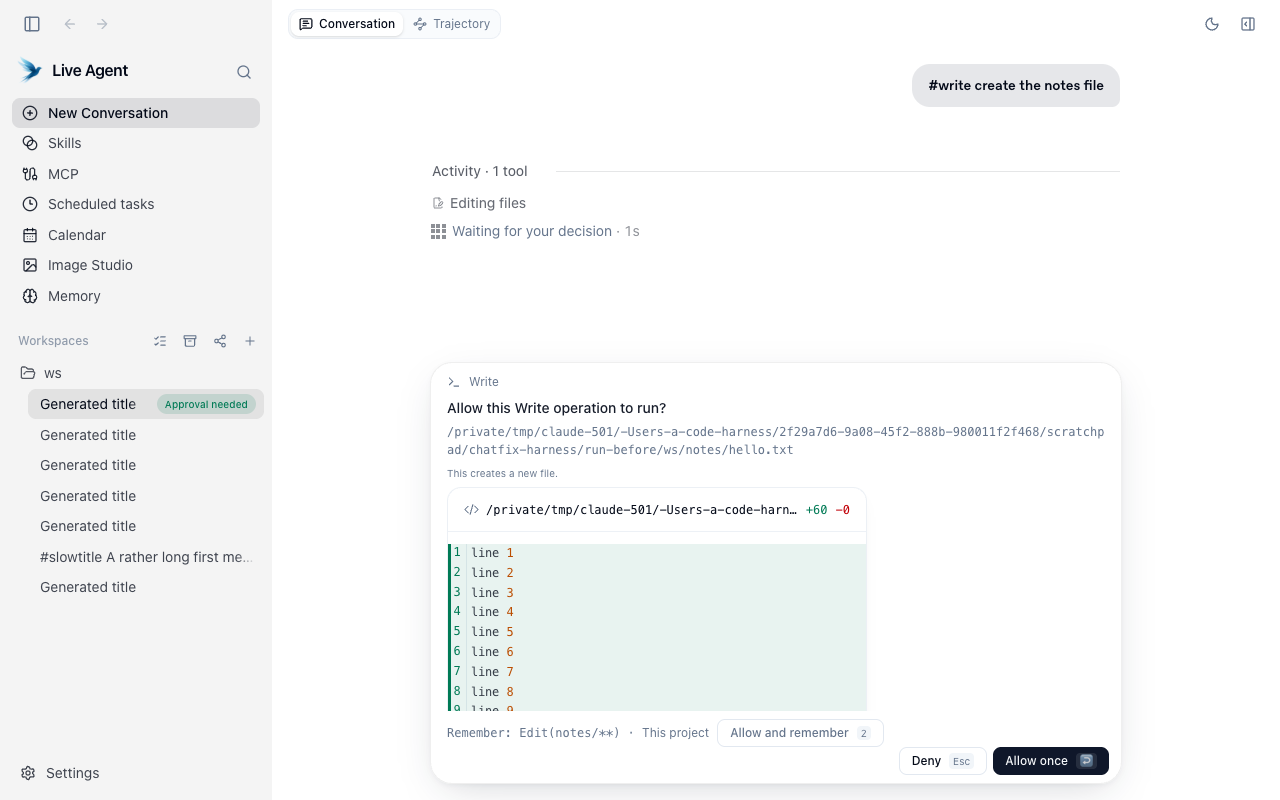 Conversation
Trajectory
Live Agent
#write create the notes file
New Conversation
Skills
MCP
Scheduled tasks
Calendar
Image Studio
Memory
Workspaces
ws
Generated title
Approval needed
Generated title
Generated title
Generated title
Generated title
#slowtitle A rather long first me…
Generated title
Settings
Activity · 1 tool
Editing files
Waiting for your decision · 1s
Write
Allow this Write operation to run?
/private/tmp/claude-501/-Users-a-code-harness/2f29a7d6-9a08-45f2-888b-980011f2f468/scratchp
ad/chatfix-harness/run-before/ws/notes/hello.txt
This creates a new file.
/private/tmp/claude-501/-Users-a-code-harn… +60 -0
1 line 1
2 line 2
3 line 3
4 line 4
5 line 5
6 line 6
7 line 7
8 line 8
9 line 9
Remember: Edit(notes/**) · This project Allow and remember 2
Deny Esc Allow once